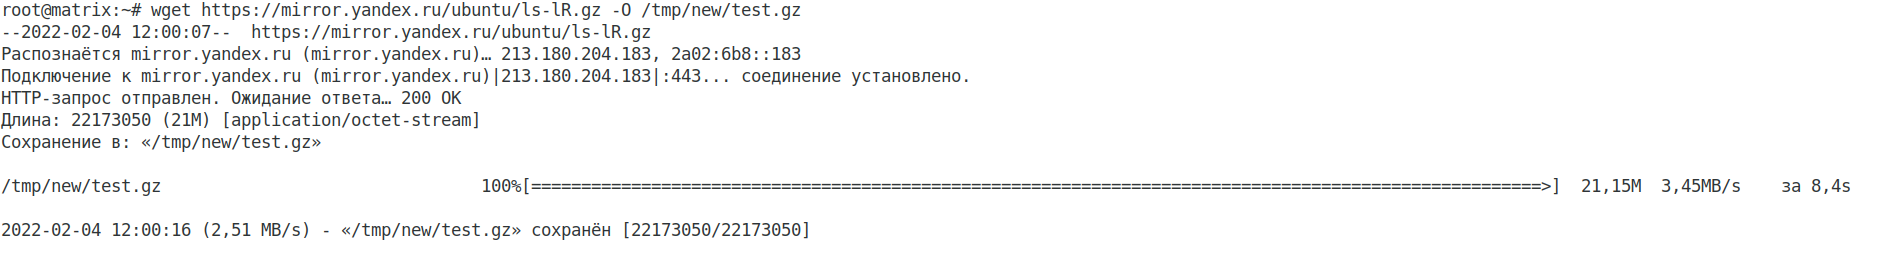 root@matrix:~# wget https://mirror.yandex.ru/ubuntu/ls-lR.gz -O /tmp/new/test.gz
--2022-02-04 12:00:07--  https://mirror.yandex.ru/ubuntu/ls-lR.gz
Распознаётся mirror.yandex.ru (mirror.yandex.ru)… 213.180.204.183, 2a02:6b8::183
Подключение к mirror.yandex.ru (mirror.yandex.ru)|213.180.204.183|:443... соединение установлено.
HTTP-запрос отправлен. Ожидание ответа… 200 OK
Длина: 22173050 (21M) [application/octet-stream]
Сохранение в: «/tmp/new/test.gz»
/tmp/new/test.gz                                100%[=====================================================================================================>]  21,15M  3,45MB/s    за 8,4s
2022-02-04 12:00:16 (2,51 MB/s) - «/tmp/new/test.gz» сохранён [22173050/22173050]